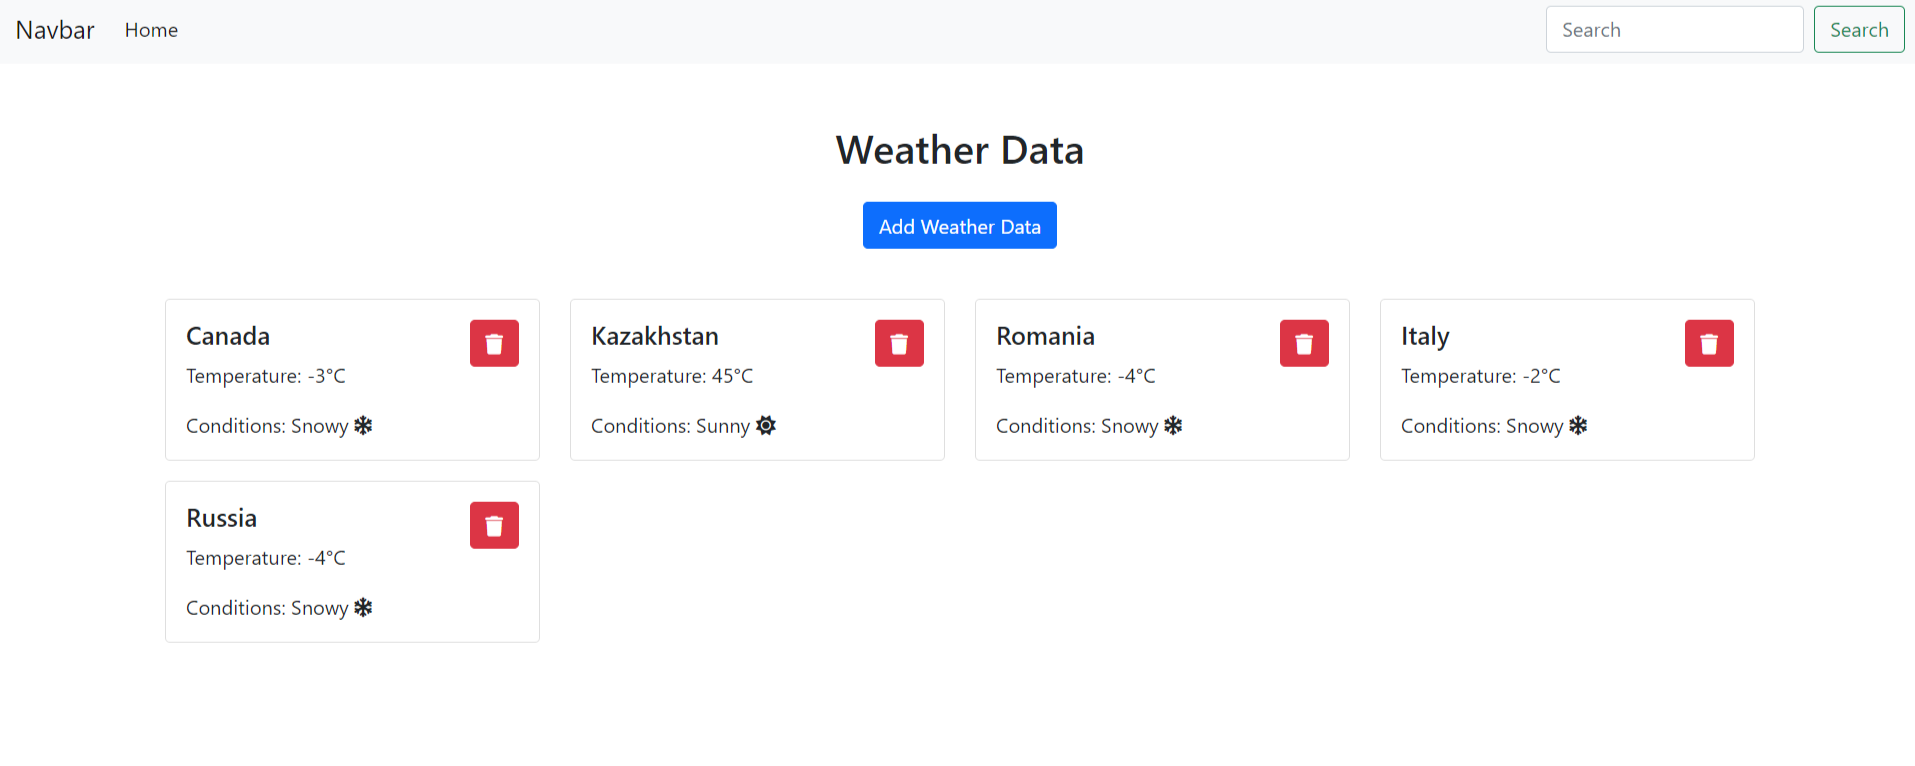 Navbar Home Search Search
Weather Data
Add Weather Data
Canada
Temperature: -3°C
Conditions: Snowy
Kazakhstan
Temperature: 45°C
Conditions: Sunny
Romania
Temperature: -4°C
Conditions: Snowy
Italy
Temperature: -2°C
Conditions: Snowy
Russia
Temperature: -4°C
Conditions: Snowy